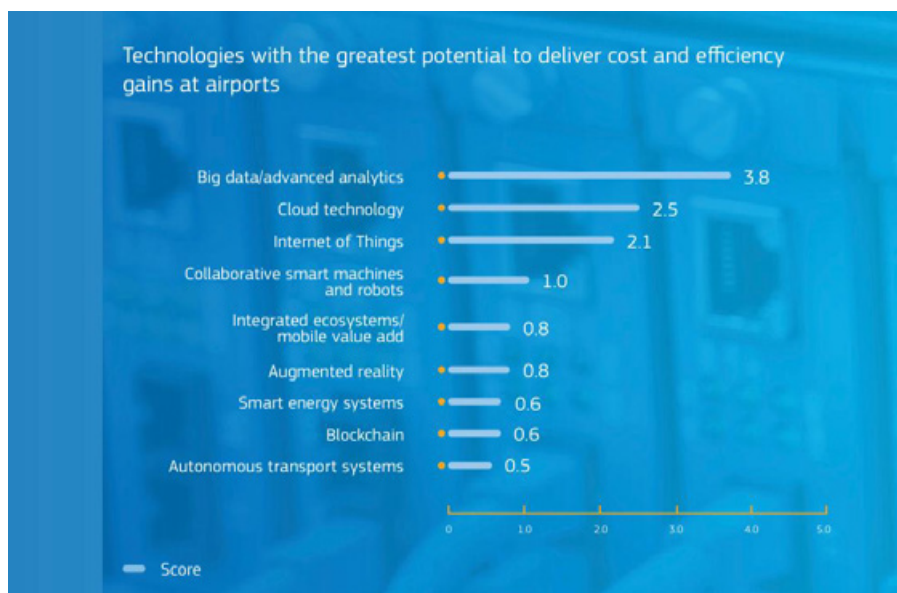 Technologies with the greatest potential to deliver cost and efficiency
gains at airports
Big data/advanced analytics 3.8
Cloud technology 2.5
Internet of Things 2.1
Collaborative smart machines
and robots 1.0
Integrated ecosystems/
mobile value add 0.8
Augmented reality 0.8
Smart energy systems 0.6
Blockchain 0.6
Autonomous transport systems 0.5
0 1.0 2.0 3.0 4.0 5.0
Score